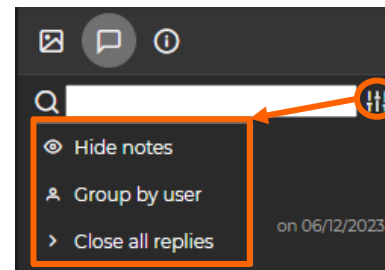 Hide notes
Group by user
Close all replies
on 06/12/2023